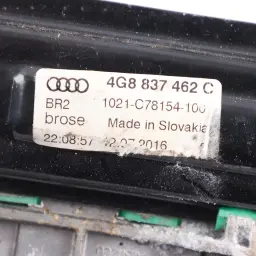 4G8 837 462 C
BR2 1021-C78154-100
brose Made in Slovakia
22:08:57 12.07.2016